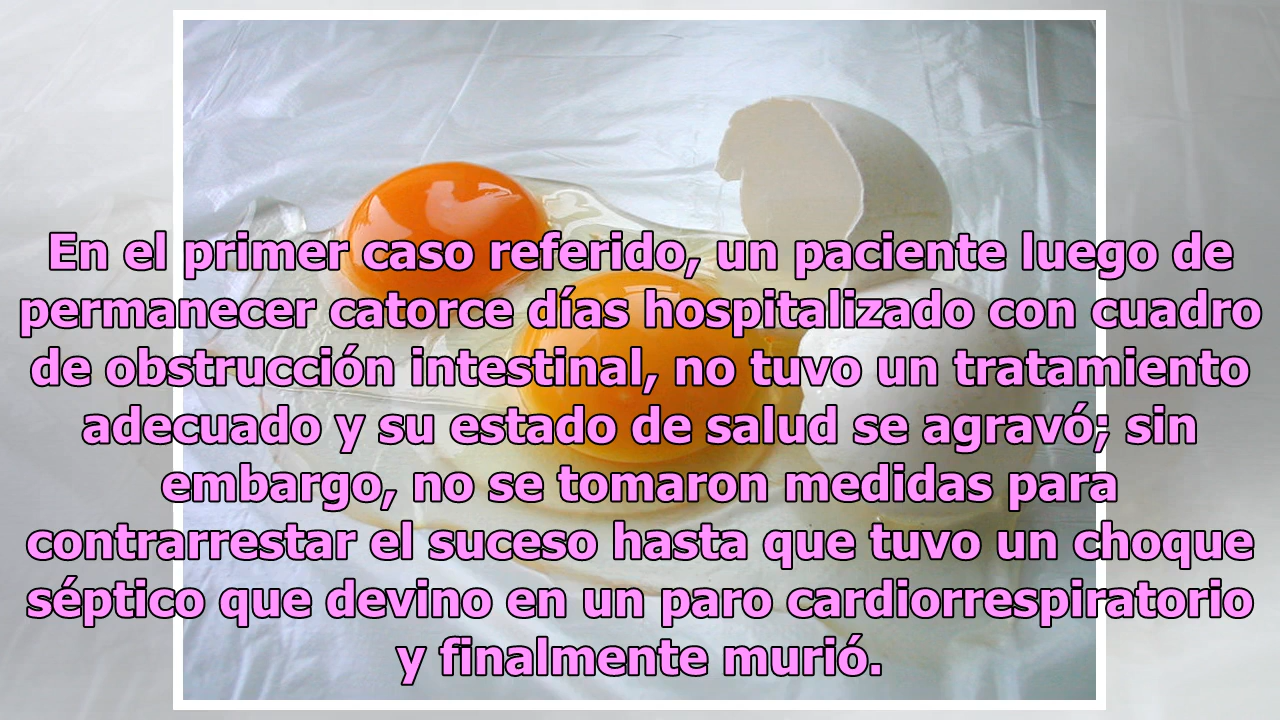 En el primer caso referido, un paciente luego de
permanecer catorce días hospitalizado con cuadro
de obstrucción intestinal, no tuvo un tratamiento
adecuado y su estado de salud se agravó; sin
embargo, no se tomaron medidas para
contrarrestar el suceso hasta que tuvo un choque
séptico que devino en un paro cardiorrespiratorio
y finalmente murió.